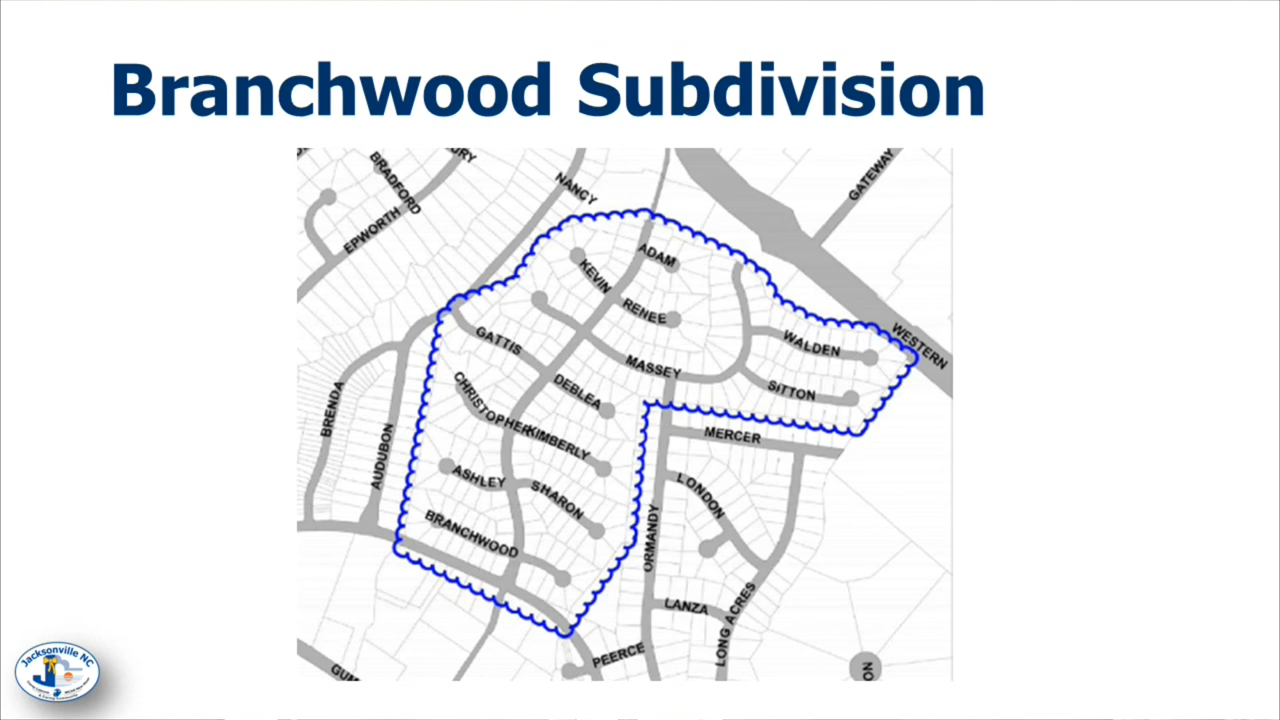 Branchwood Subdivision
BRADFORD
NANCY
GATEWAY
EPWORTH
ADAM
KEVIN
RENEE
WESTERN
WALDEN
GATTIS
MASSEY
SITTON
DEBLEA
CHRISTOPHER
BRENDA
KIMBERLY
MERCER
AUDUBON
ASHLEY
SHARON
LONDON
BRANCHWOOD
ORMANDY
LANZA
LONG ACRES
PEERCE
Jacksonville NC